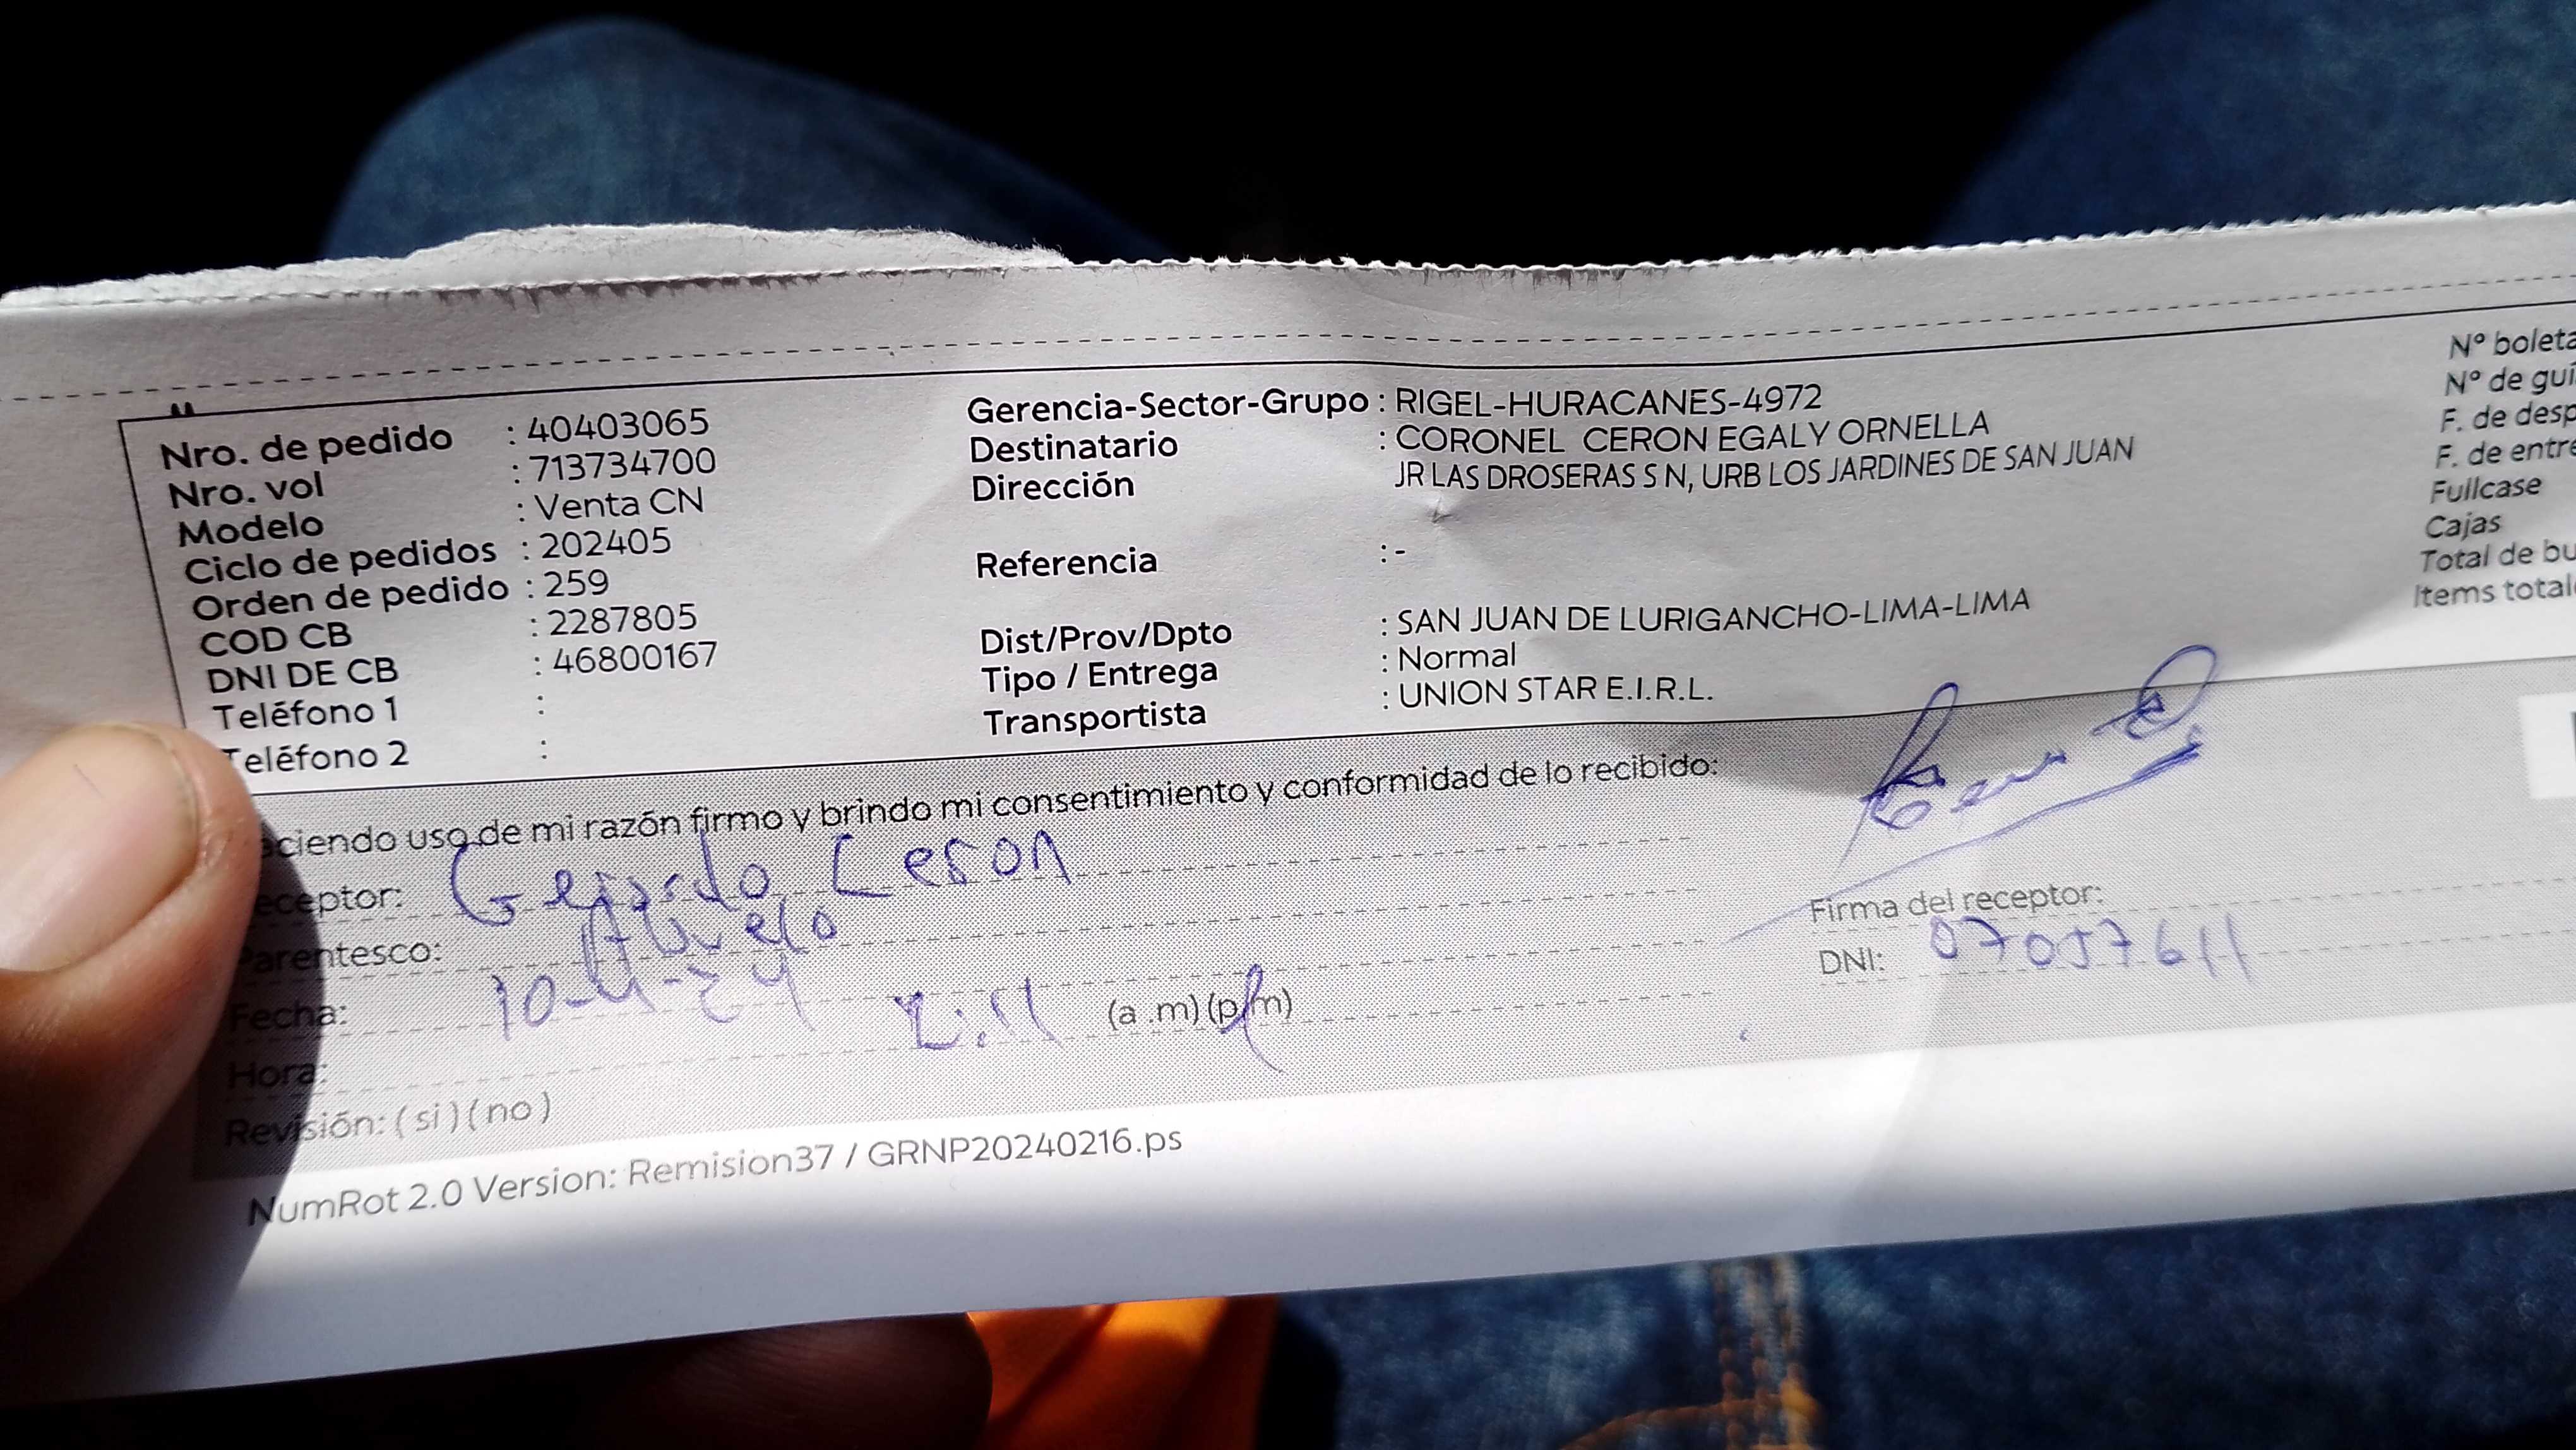 Nro. de pedido : 40403065
Nro. vol : 713734700
Modelo : Venta CN
Ciclo de pedidos : 202405
Orden de pedido : 259
COD CB : 2287805
DNI DE CB : 46800167
Teléfono 1 :
Teléfono 2 :
Gerencia-Sector-Grupo : RIGEL-HURACANES-4972
Destinatario : CORONEL CERON EGALY ORNELLA
Dirección JR LAS DROSERAS S N, URB LOS JARDINES DE SAN JUAN
Referencia : -
Dist/Prov/Dpto : SAN JUAN DE LURIGANCHO-LIMA-LIMA
Tipo / Entrega : Normal
Transportista : UNION STAR E.I.R.L.
Nº boleta
Nº de guí
F. de desp
F. de entre
Fullcase
Cajas
Total de bu
Items total
aciendo uso de mi razón firmo y brindo mi consentimiento y conformidad de lo recibido:
eceptor: Gerardo Ceron
Parentesco: Abuelo
Fecha: 10-4-24
Hora: (a .m) (p.m)
Revisión: ( si ) ( no )
Firma del receptor:
DNI: 07057611
NumRot 2.0 Version: Remision37 / GRNP20240216.ps